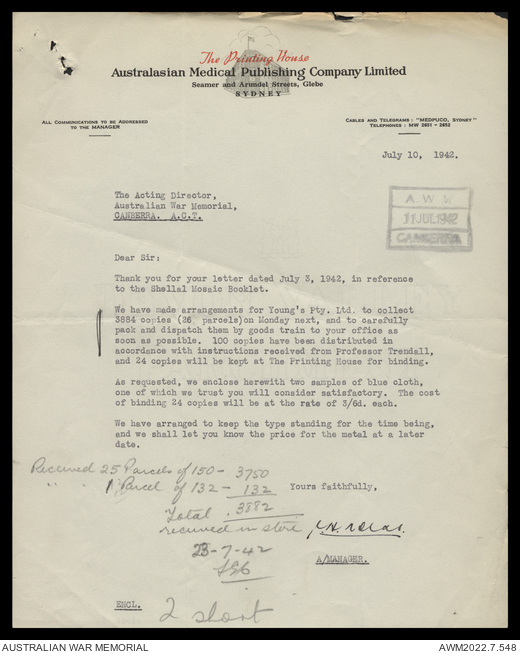 The Printing House
Australasian Medical Publishing Company Limited
Seamer and Arundel Streets, Glebe
SYDNEY
ALL COMMUNICATIONS TO BE ADDRESSED
TO THE MANAGER
CABLES AND TELEGRAMS : "MEDPUCO, SYDNEY"
TELEPHONES : MW 2651 - 2652
July 10, 1942.
The Acting Director,
Australian War Memorial,
CANBERRA. A.C.T.
A W M
11 JUL 1942
CANBERRA
Dear Sir:
Thank you for your letter dated July 3, 1942, in reference
to the Shellal Mosaic Booklet.
We have made arrangements for Young's Pty. Ltd. to collect
3884 copies (26 parcels)on Monday next, and to carefully
pack and dispatch them by goods train to your office as
soon as possible. 100 copies have been distributed in
accordance with instructions received from Professor Trendall,
and 24 copies will be kept at The Printing House for binding.
As requested, we enclose herewith two samples of blue cloth,
one of which we trust you will consider satisfactory. The cost
of binding 24 copies will be at the rate of 3/6d. each.
We have arranged to keep the type standing for the time being,
and we shall let you know the price for the metal at a later
date.
Received 25 Parcels of 150 - 3750
" " 1 Parcel of 132 - 132
Yours faithfully,
Total . 3882
received in store
23-7-42
A/MANAGER.
ENCL.
2 short
AUSTRALIAN WAR MEMORIAL
AWM2022.7.548